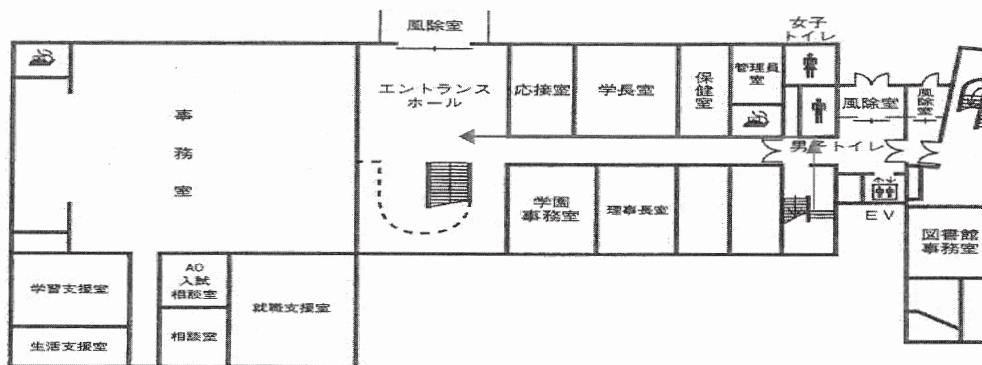 風除室
女子
トイレ
事
務
室
エントランス
ホール
応接室
学長室
保
健
室
管理員
室
風除室
風除室
男子トイレ
学園
事務室
理事長室
EV
図書館
事務室
学習支援室
生活支援室
AO
入試
相談室
相談室
就職支援室